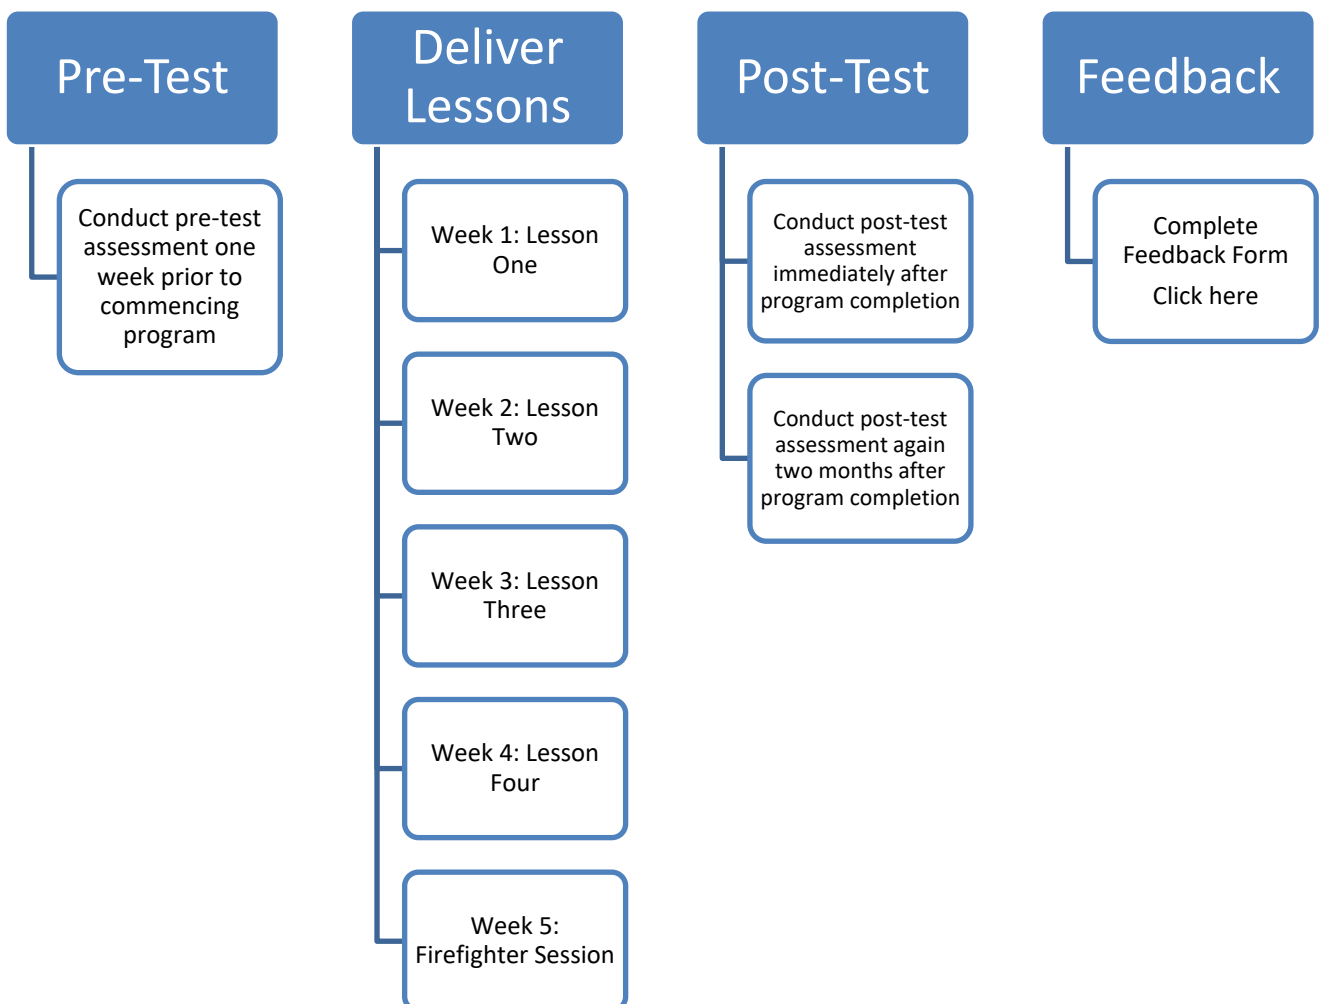 Pre-Test
Conduct pre-test
assessment one
week prior to
commencing
program
Deliver
Lessons
Week 1: Lesson
One
Week 2: Lesson
Two
Week 3: Lesson
Three
Week 4: Lesson
Four
Week 5:
Firefighter Session
Post-Test
Conduct post-test
assessment
immediately after
program completion
Conduct post-test
assessment again
two months after
program completion
Feedback
Complete
Feedback Form
Click here